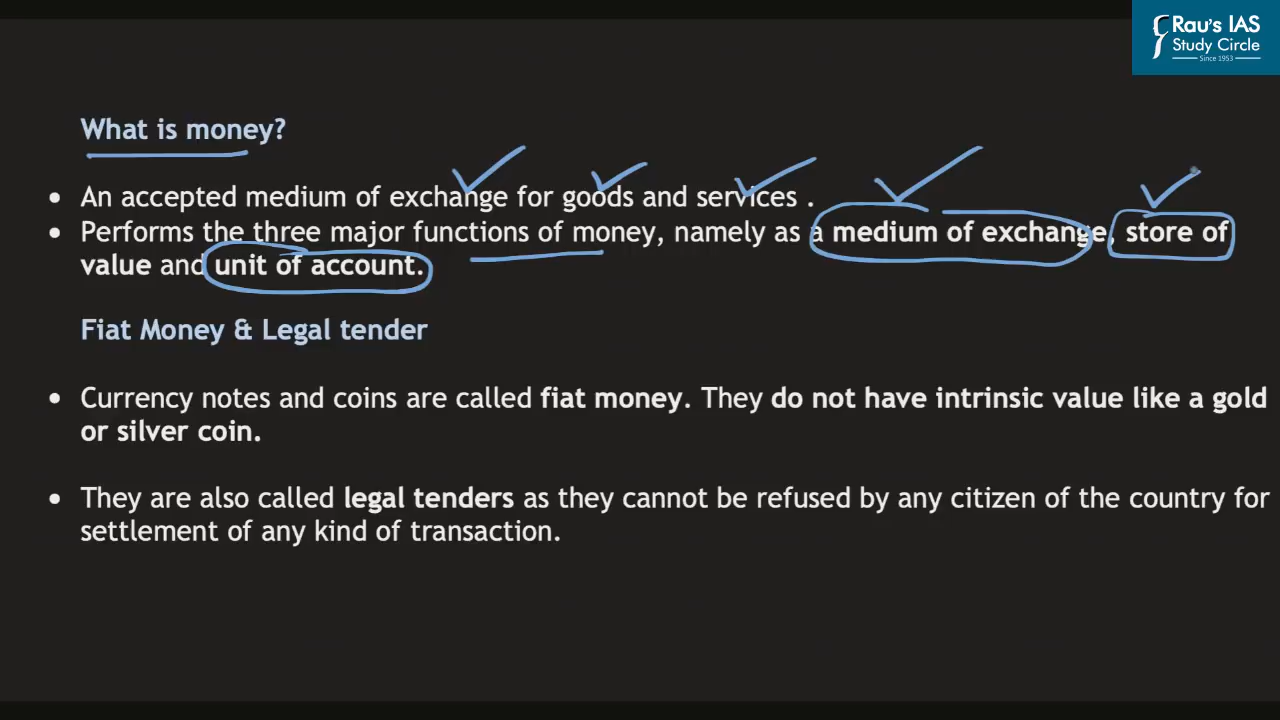 Rau's IAS
Study Circle
Since 1953
What is money?
• An accepted medium of exchange for goods and services .
• Performs the three major functions of money, namely as a medium of exchange, store of
value and unit of account.
Fiat Money & Legal tender
• Currency notes and coins are called fiat money. They do not have intrinsic value like a gold
or silver coin.
• They are also called legal tenders as they cannot be refused by any citizen of the country for
settlement of any kind of transaction.